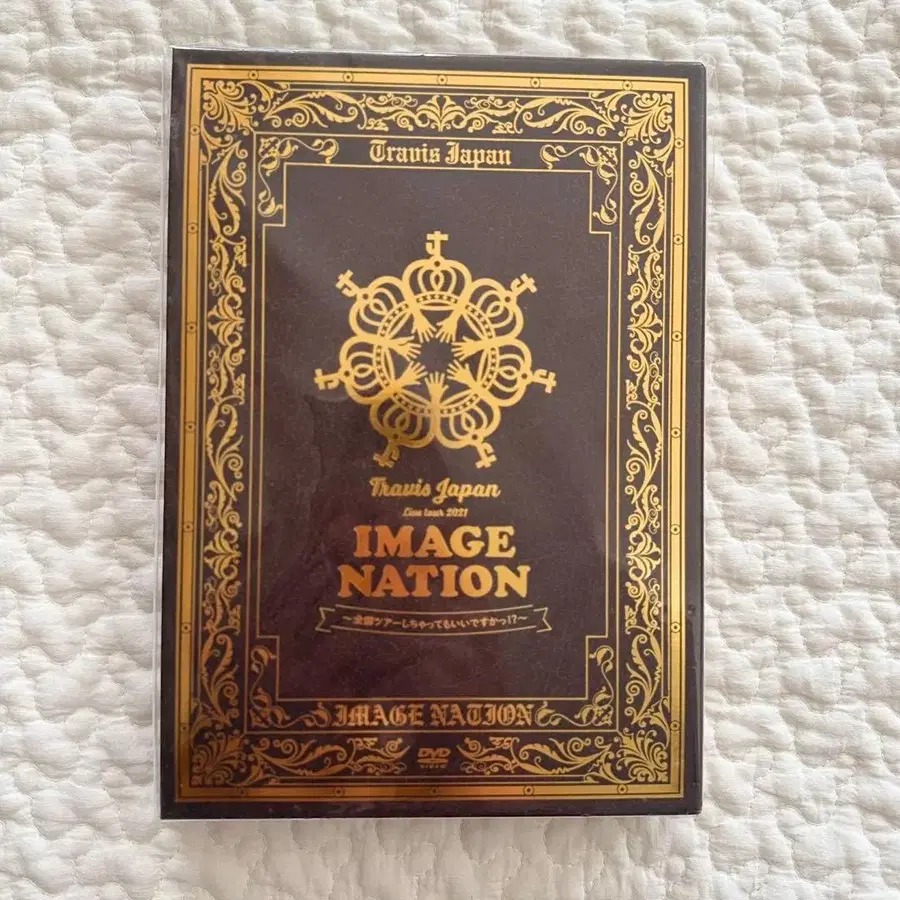 Travis Japan
Travis Japan
Live tour 2021
IMAGE
NATION
～全国ツアーしちゃってもいいですかっ!?～
IMAGE NATION
DVD
VIDEO